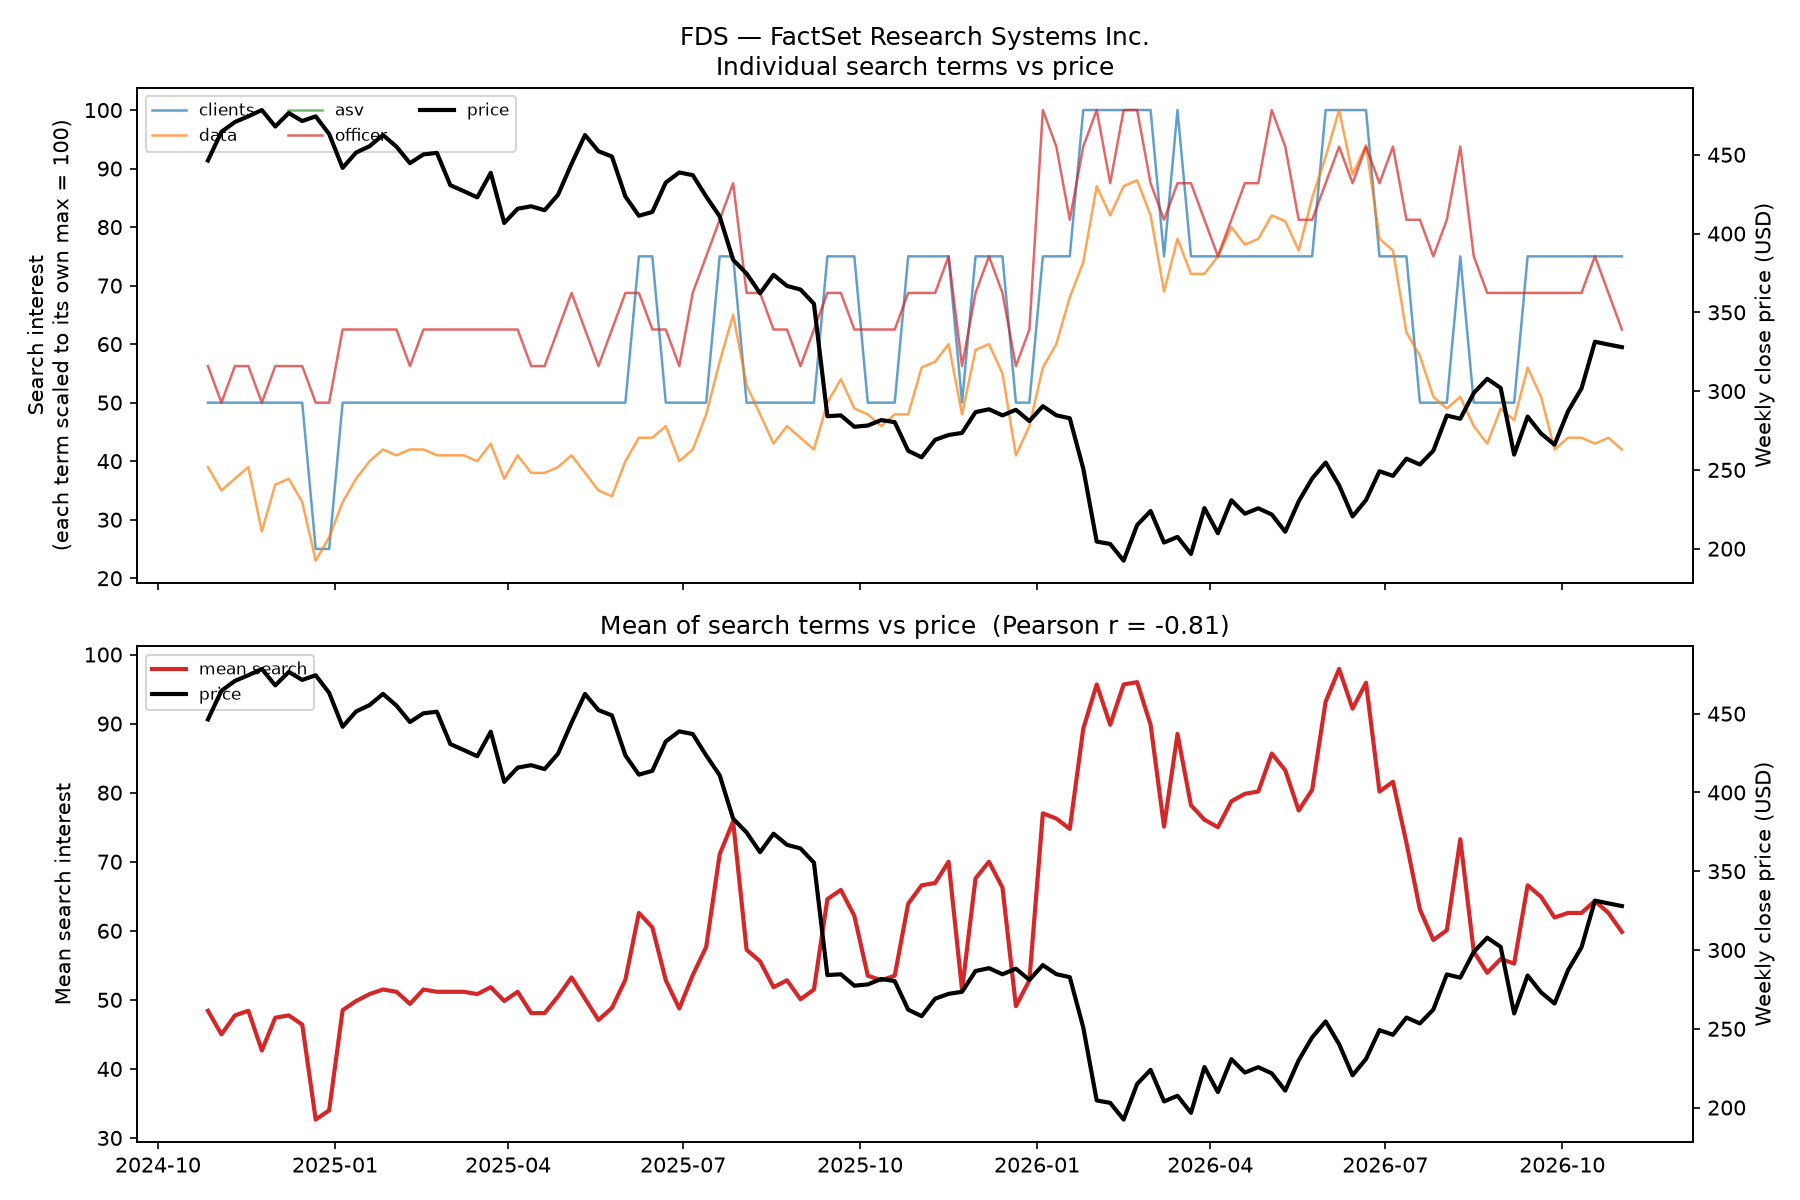 FDS — FactSet Research Systems Inc.
Individual search terms vs price
clients
data
asv
officer
price
100
90
80
70
60
50
40
30
20
Search interest
(each term scaled to its own max = 100)
450
400
350
300
250
200
Weekly close price (USD)
Mean of search terms vs price (Pearson r = -0.81)
mean search
price
100
90
80
70
60
50
40
30
Mean search interest
450
400
350
300
250
200
Weekly close price (USD)
2024-10
2025-01
2025-04
2025-07
2025-10
2026-01
2026-04
2026-07
2026-10